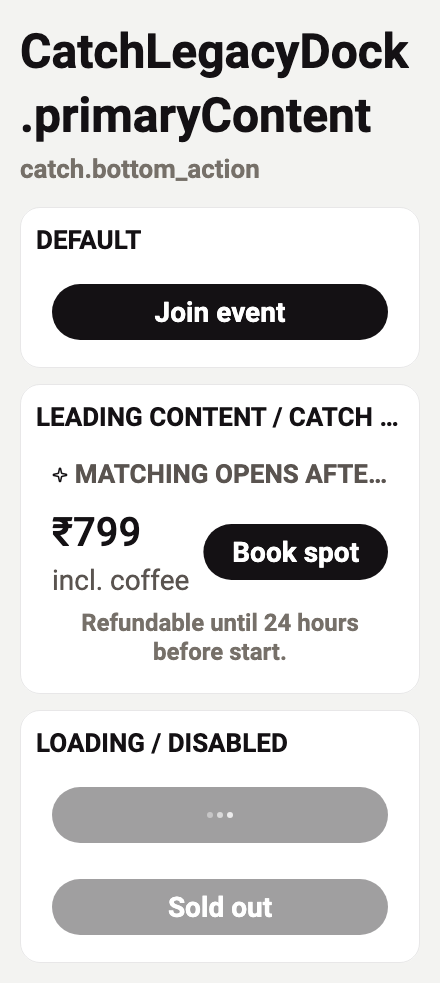 CatchLegacyDock
.primaryContent
catch.bottom_action
DEFAULT
Join event
LEADING CONTENT / CATCH ...
MATCHING OPENS AFTE...
₹799
incl. coffee
Book spot
Refundable until 24 hours
before start.
LOADING / DISABLED
Sold out